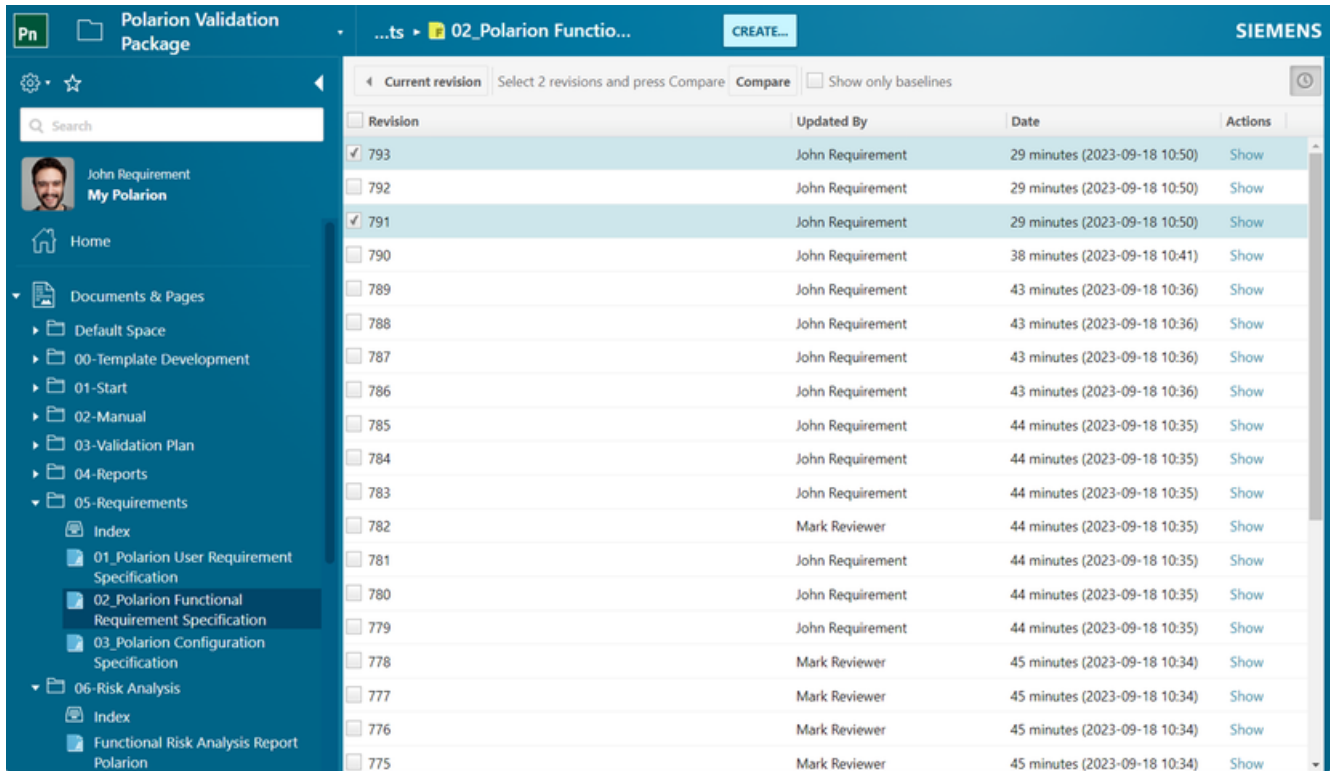 Pn
Polarion Validation
Package
...ts ▸ F 02_Polarion Functio...
CREATE...
SIEMENS
Current revision Select 2 revisions and press Compare Compare Show only baselines
Search
John Requirement
My Polarion
Home
Documents & Pages
Default Space
00-Template Development
01-Start
02-Manual
03-Validation Plan
04-Reports
05-Requirements
Index
01_Polarion User Requirement
Specification
02_Polarion Functional
Requirement Specification
03_Polarion Configuration
Specification
06-Risk Analysis
Index
Functional Risk Analysis Report
Polarion
Revision Updated By Date Actions
793 John Requirement 29 minutes (2023-09-18 10:50) Show
792 John Requirement 29 minutes (2023-09-18 10:50) Show
791 John Requirement 29 minutes (2023-09-18 10:50) Show
790 John Requirement 38 minutes (2023-09-18 10:41) Show
789 John Requirement 43 minutes (2023-09-18 10:36) Show
788 John Requirement 43 minutes (2023-09-18 10:36) Show
787 John Requirement 43 minutes (2023-09-18 10:36) Show
786 John Requirement 43 minutes (2023-09-18 10:36) Show
785 John Requirement 44 minutes (2023-09-18 10:35) Show
784 John Requirement 44 minutes (2023-09-18 10:35) Show
783 John Requirement 44 minutes (2023-09-18 10:35) Show
782 Mark Reviewer 44 minutes (2023-09-18 10:35) Show
781 John Requirement 44 minutes (2023-09-18 10:35) Show
780 John Requirement 44 minutes (2023-09-18 10:35) Show
779 John Requirement 44 minutes (2023-09-18 10:35) Show
778 Mark Reviewer 45 minutes (2023-09-18 10:34) Show
777 Mark Reviewer 45 minutes (2023-09-18 10:34) Show
776 Mark Reviewer 45 minutes (2023-09-18 10:34) Show
775 Mark Reviewer 45 minutes (2023-09-18 10:34) Show